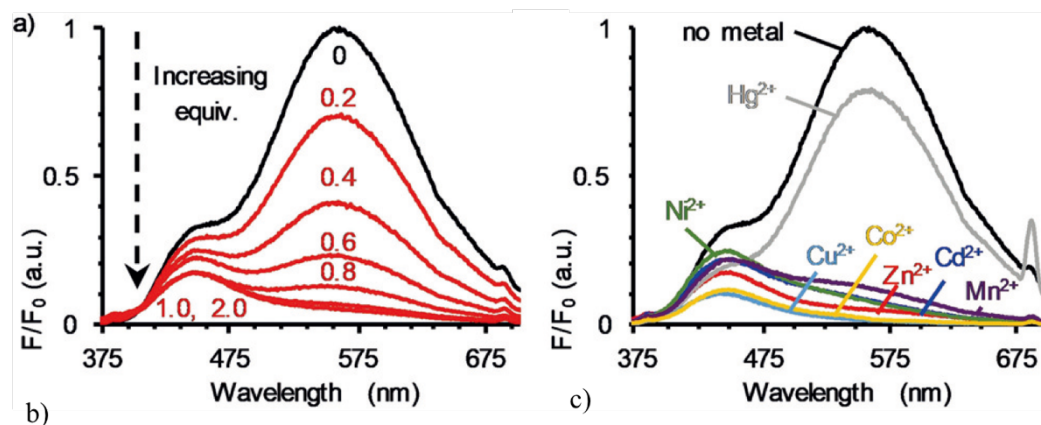 a)
1
0.5
0
F/F₀ (a.u.)
Increasing
equiv.
0
0.2
0.4
0.6
0.8
1.0, 2.0
375 475 575 675
Wavelength (nm)
b)
1
0.5
0
F/F₀ (a.u.)
no metal
Hg²⁺
Ni²⁺
Cu²⁺
Co²⁺
Zn²⁺
Cd²⁺
Mn²⁺
375 475 575 675
Wavelength (nm)
c)